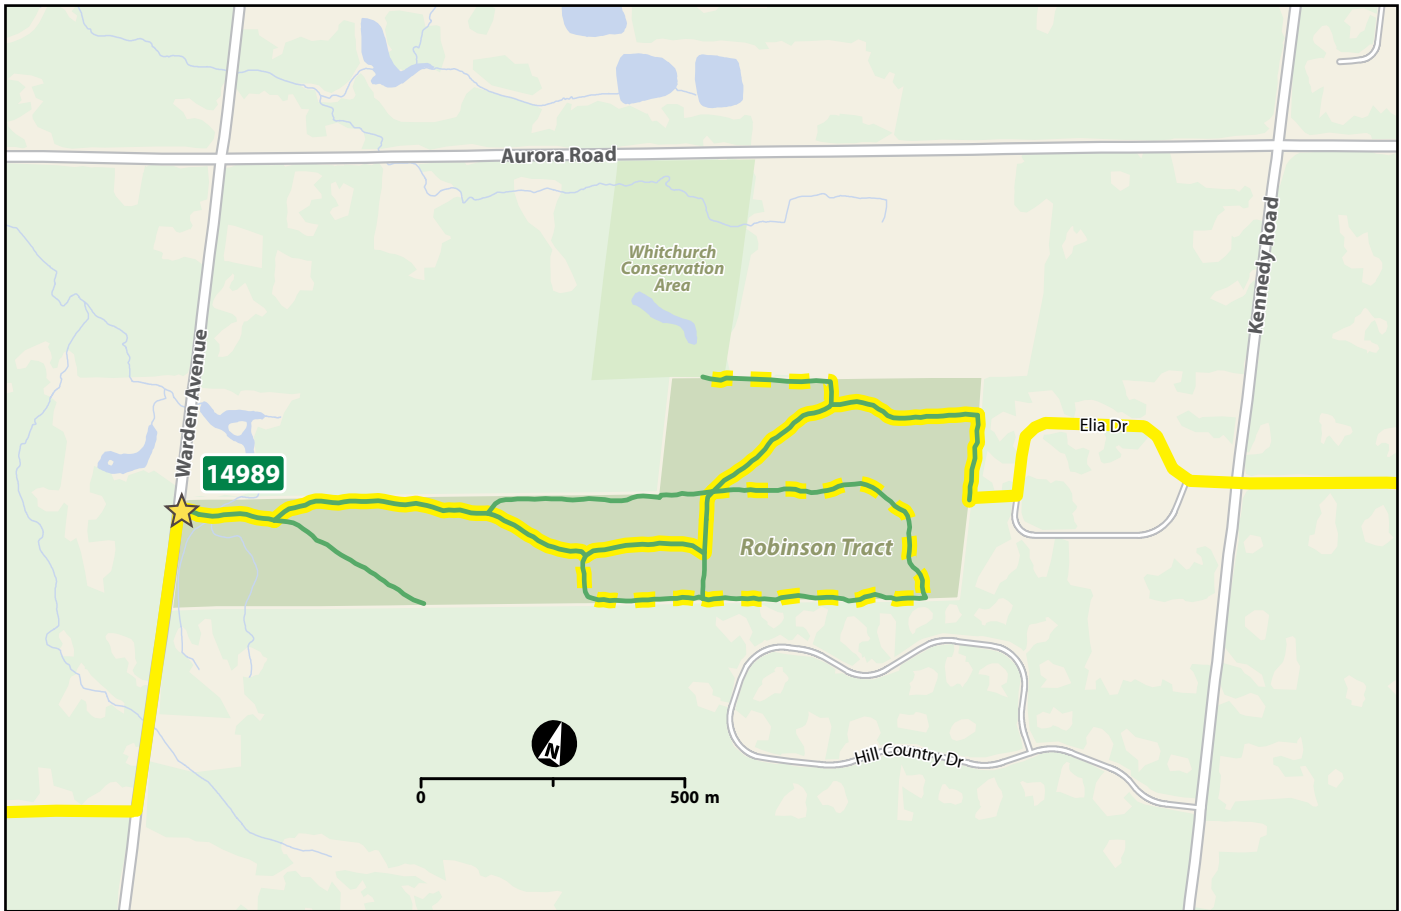 Aurora Road
Kennedy Road
Whitchurch
Conservation
Area
Warden Avenue
Elia Dr
14989
Robinson Tract
N
Hill Country Dr
0
500 m